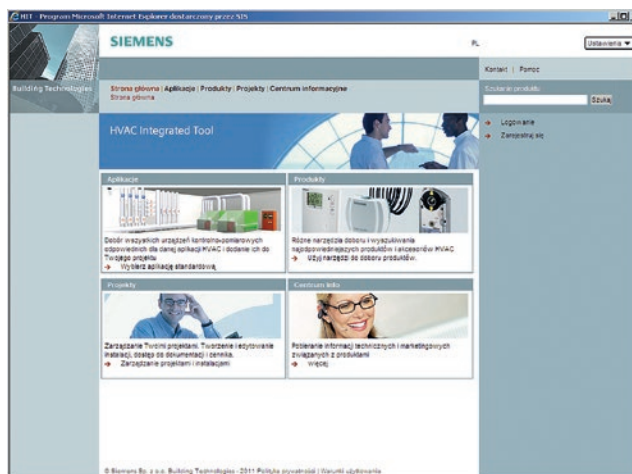 HIT - Program Microsoft Internet Explorer dostarczony przez SIS
SIEMENS
PL
Ustawienia
Building Technologies
Kontakt | Pomoc
Strona główna | Aplikacje | Produkty | Projekty | Centrum informacyjne
Strona główna
Szukanie produktu
Szukaj
Logowanie
Zarejestruj się
HVAC Integrated Tool
Aplikacje
Dobór wszystkich urządzeń kontrolno-pomiarowych
odpowiednich dla danej aplikacji HVAC i dodanie ich do
Twojego projektu
Wybierz aplikację standardową
Produkty
Różne narzędzia doboru i wyszukiwania
najodpowiedniejszych produktów i akcesoriów HVAC
Użyj narzędzi do doboru produktów.
Projekty
Zarządzanie Twoimi projektami. Tworzenie i edytowanie
instalacji, dostęp do dokumentacji i cennika.
Zarządzanie projektami i instalacjami
Centrum Info
Pobieranie informacji technicznych i marketingowych
związanych z produktami
więcej
© Siemens Sp. z o.o. Building Technologies - 2011 Polityka prywatności | Warunki użytkowania